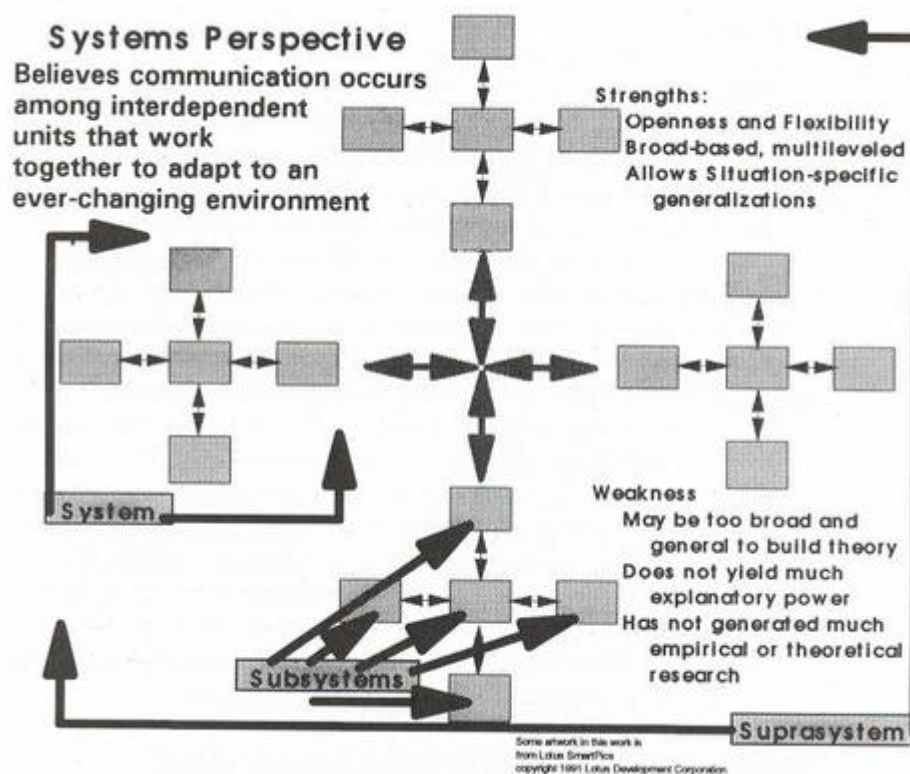 Systems Perspective
Believes communication occurs
among interdependent
units that work
together to adapt to an
ever-changing environment
Strengths:
Openness and Flexibility
Broad-based, multileveled
Allows Situation-specific
generalizations
System
Weakness
May be too broad and
general to build theory
Does not yield much
explanatory power
Has not generated much
empirical or theoretical
research
Subsystems
Suprasystem
Some artwork in this work is
from Lotus SmartPics
copyright 1991 Lotus Development Corporation